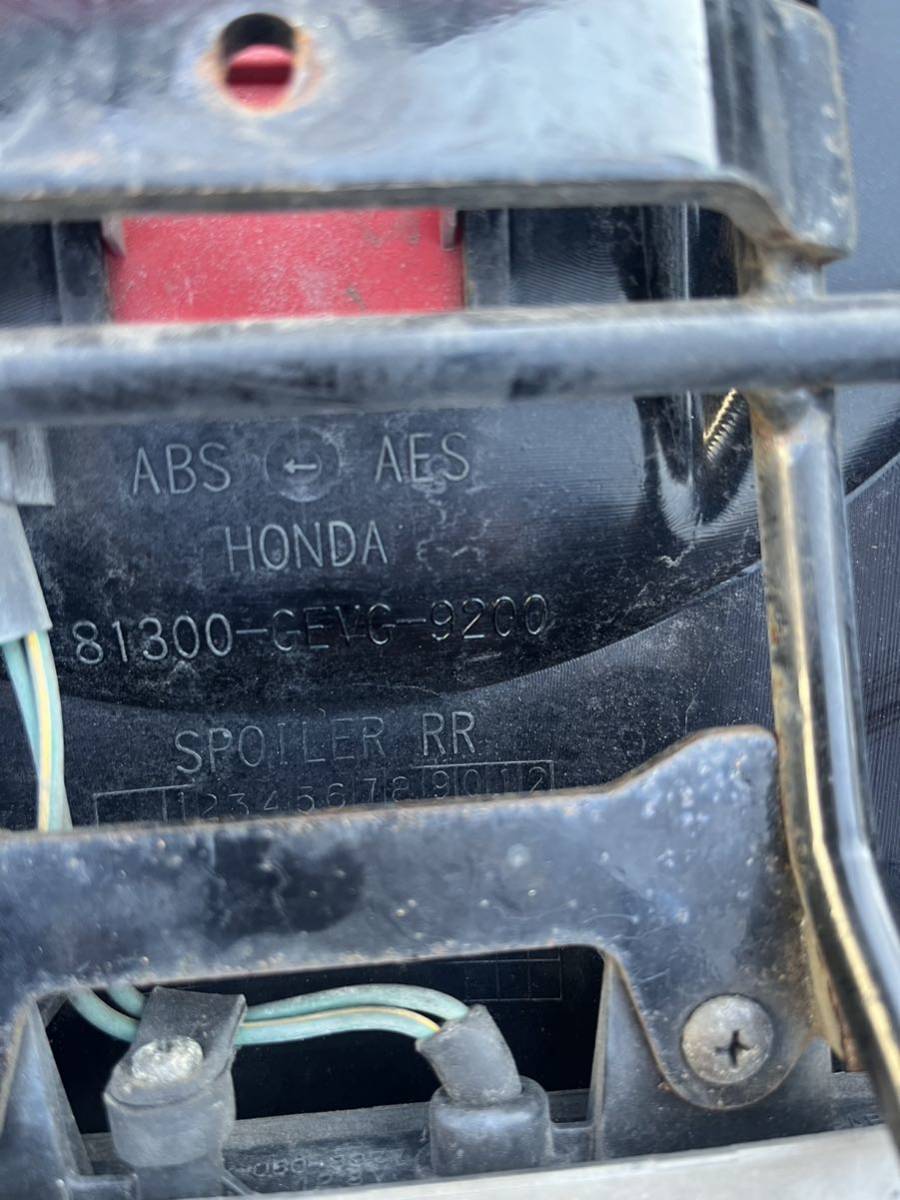 ABS ← AES
HONDA
81300-GEVG-9200
SPOILER RR
123456789012